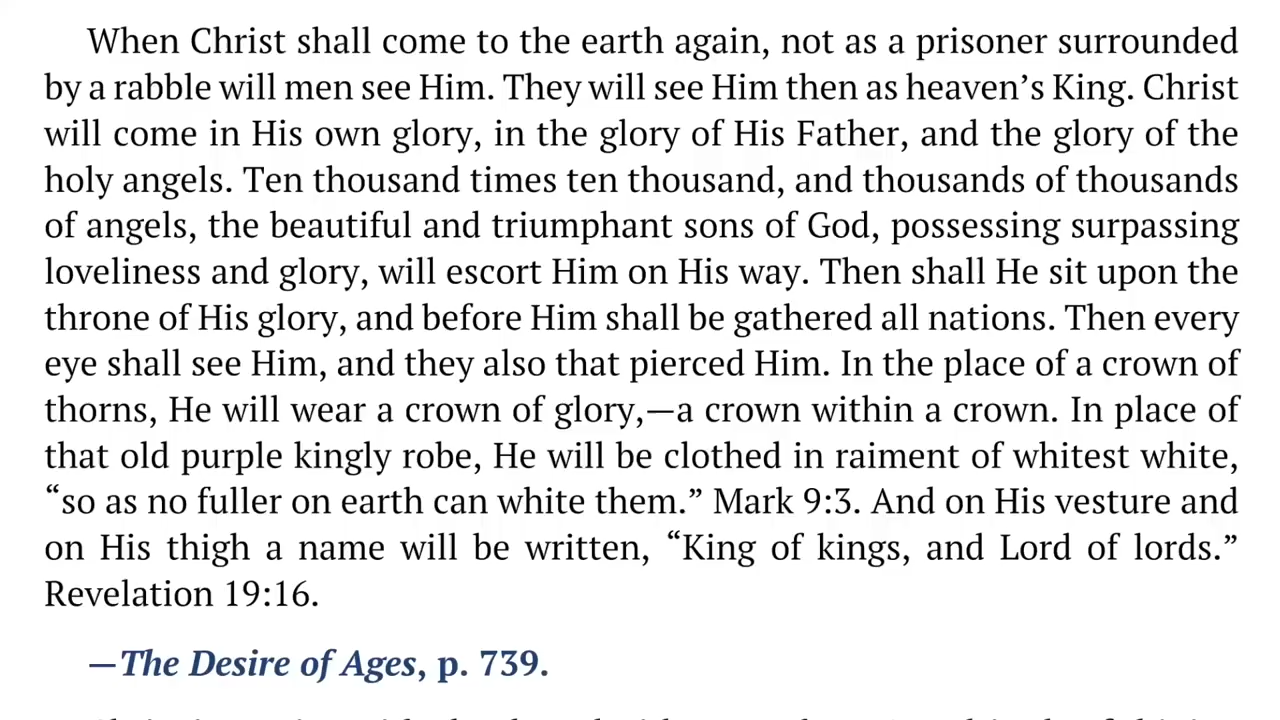 When Christ shall come to the earth again, not as a prisoner surrounded
by a rabble will men see Him. They will see Him then as heaven’s King. Christ
will come in His own glory, in the glory of His Father, and the glory of the
holy angels. Ten thousand times ten thousand, and thousands of thousands
of angels, the beautiful and triumphant sons of God, possessing surpassing
loveliness and glory, will escort Him on His way. Then shall He sit upon the
throne of His glory, and before Him shall be gathered all nations. Then every
eye shall see Him, and they also that pierced Him. In the place of a crown of
thorns, He will wear a crown of glory,—a crown within a crown. In place of
that old purple kingly robe, He will be clothed in raiment of whitest white,
“so as no fuller on earth can white them.” Mark 9:3. And on His vesture and
on His thigh a name will be written, “King of kings, and Lord of lords.”
Revelation 19:16.
—The Desire of Ages, p. 739.